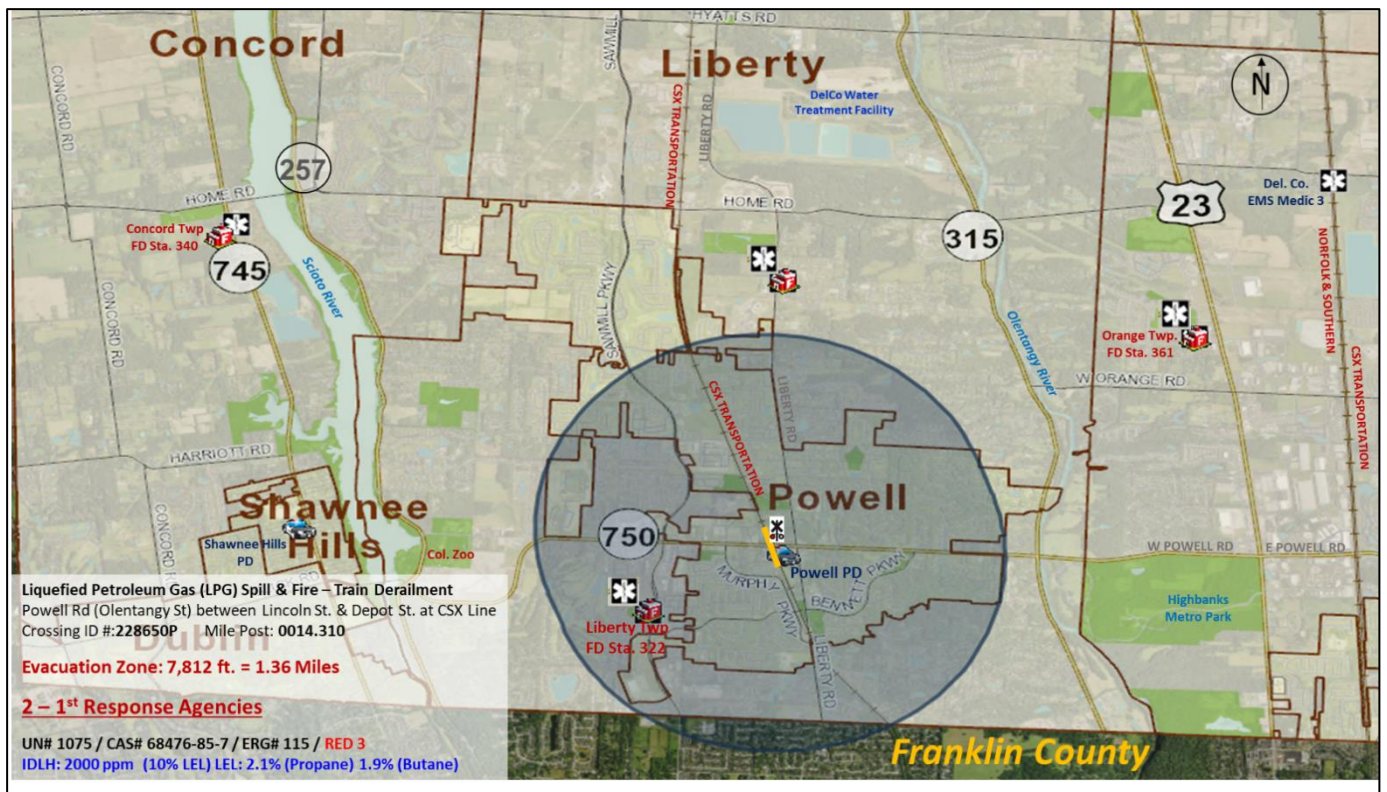 Concord
Liberty
HYATTS RD
SAWMILL
CONCORD RD
CSX TRANSPORTATION
LIBERTY RD
DelCo Water
Treatment Facility
N
257
HOME RD
HOME RD
Concord Twp
FD Sta. 340
745
Scioto River
315
23
Del. Co.
EMS Medic 3
NORFOLK & SOUTHERN
CONCORD RD
SAWMILL PKWY
Olentangy River
Orange Twp.
FD Sta. 361
W ORANGE RD
CSX TRANSPORTATION
CSX TRANSPORTATION
LIBERTY RD
HARRIOTT RD
Powell
Shawnee
Hills
Shawnee Hills
PD
CONCORD RD
Col. Zoo
750
W POWELL RD
E POWELL RD
Powell PD
MURPHY PKWY
BENNETT PKWY
Liberty Twp
FD Sta. 322
LIBERTY RD
Highbanks
Metro Park
Liquefied Petroleum Gas (LPG) Spill & Fire – Train Derailment
Powell Rd (Olentangy St) between Lincoln St. & Depot St. at CSX Line
Crossing ID #:228650P Mile Post: 0014.310
Dublin
Evacuation Zone: 7,812 ft. = 1.36 Miles
2 – 1st Response Agencies
UN# 1075 / CAS# 68476-85-7 / ERG# 115 / RED 3
IDLH: 2000 ppm (10% LEL) LEL: 2.1% (Propane) 1.9% (Butane)
Franklin County